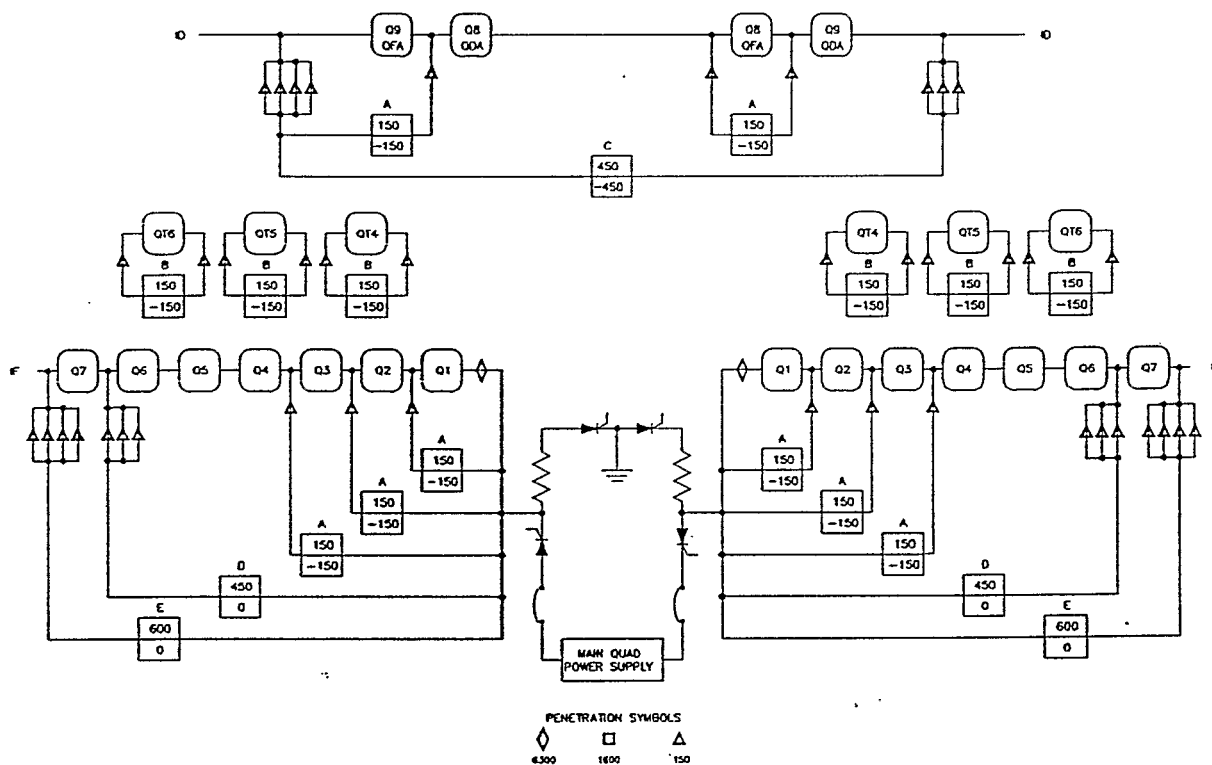 IO Q9 QFA Q8 QDA Q8 QFA Q9 QDA IO
A 150 -150
A 150 -150
C 450 -450
QT6 B 150 -150
QT5 B 150 -150
QT4 B 150 -150
QT4 B 150 -150
QT5 B 150 -150
QT6 B 150 -150
IF Q7 Q6 Q5 Q4 Q3 Q2 Q1
Q1 Q2 Q3 Q4 Q5 Q6 Q7
A 150 -150
A 150 -150
A 150 -150
D 450 0
E 600 0
A 150 -150
A 150 -150
A 150 -150
D 450 0
E 600 0
MAIN QUAD
POWER SUPPLY
PENETRATION SYMBOLS
6300 1600 150